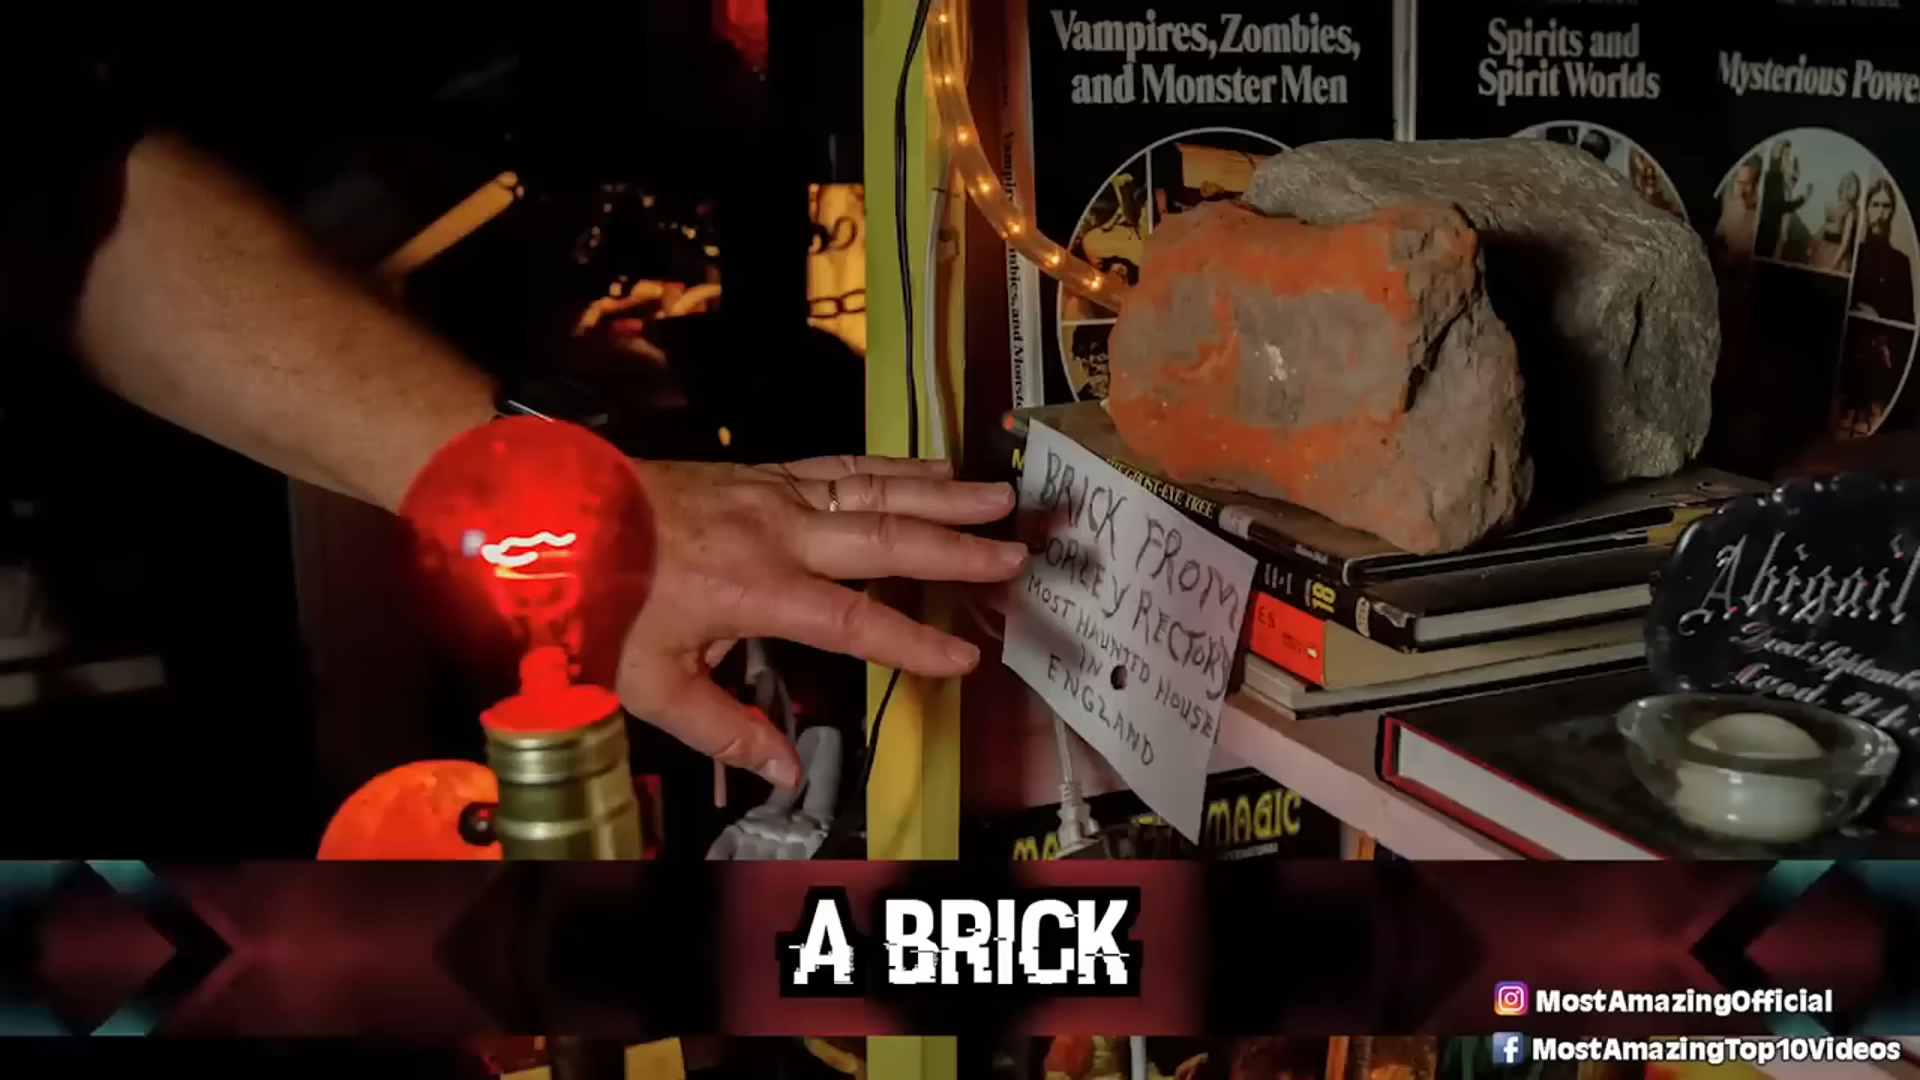 Vampires, Zombies,
and Monster Men
Spirits and
Spirit Worlds
Mysterious Powe
BRICK FROM
BORLEY RECTORY
MOST HAUNTED HOUSE
IN
ENGLAND
GHOST-EYE TREE
Abigail
MAGIC
A BRICK
MostAmazingOfficial
MostAmazingTop10Videos